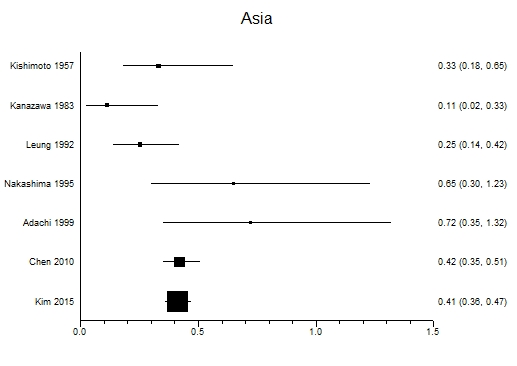 Asia
Kishimoto 1957 0.33 (0.18, 0.65)
Kanazawa 1983 0.11 (0.02, 0.33)
Leung 1992 0.25 (0.14, 0.42)
Nakashima 1995 0.65 (0.30, 1.23)
Adachi 1999 0.72 (0.35, 1.32)
Chen 2010 0.42 (0.35, 0.51)
Kim 2015 0.41 (0.36, 0.47)
0.0 0.5 1.0 1.5